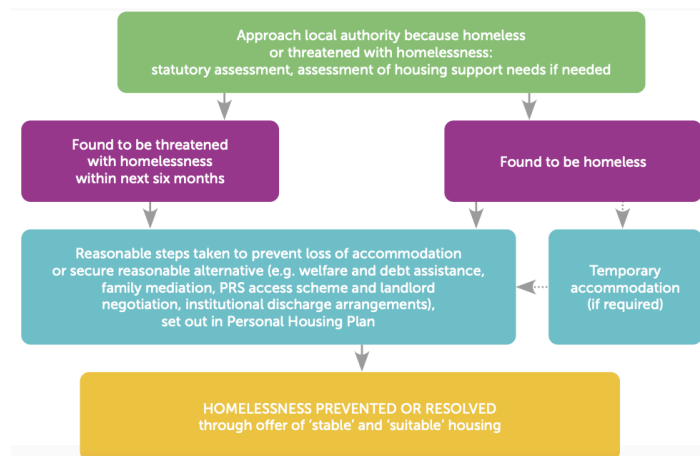 Approach local authority because homeless
or threatened with homelessness:
statutory assessment, assessment of housing support needs if needed
Found to be threatened
with homelessness
within next six months
Found to be homeless
Reasonable steps taken to prevent loss of accommodation
or secure reasonable alternative (e.g. welfare and debt assistance,
family mediation, PRS access scheme and landlord
negotiation, institutional discharge arrangements),
set out in Personal Housing Plan
Temporary
accommodation
(if required)
HOMELESSNESS PREVENTED OR RESOLVED
through offer of ‘stable’ and ‘suitable’ housing